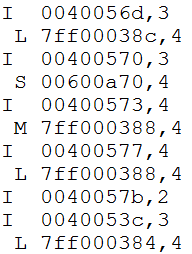 I  0040056d,3
 L 7ff00038c,4
I  00400570,3
 S 00600a70,4
I  00400573,4
 M 7ff000388,4
I  00400577,4
 L 7ff000388,4
I  0040057b,2
I  0040053c,3
 L 7ff000384,4